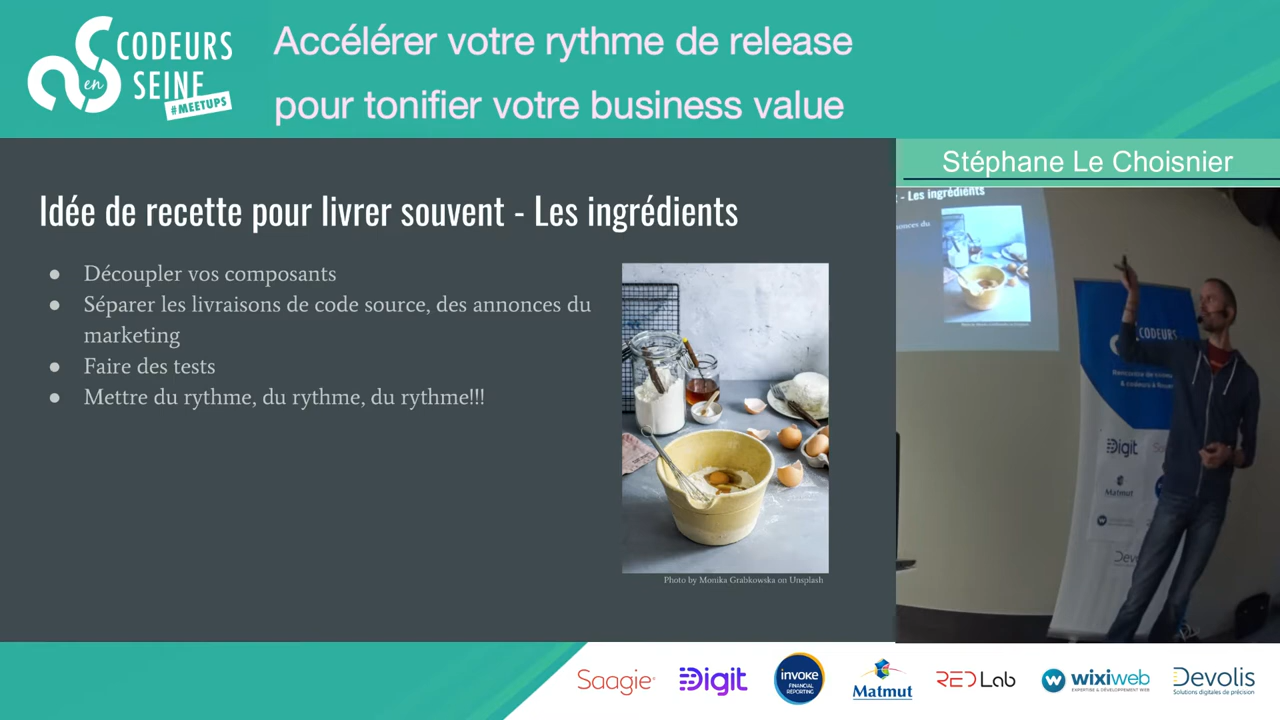 CODEURS
en
SEINE
#MEETUPS
Accélérer votre rythme de release
pour tonifier votre business value
Stéphane Le Choisnier
Idée de recette pour livrer souvent - Les ingrédients
● Découpler vos composants
● Séparer les livraisons de code source, des annonces du
marketing
● Faire des tests
● Mettre du rythme, du rythme, du rythme!!!
Photo by Monika Grabkowska on Unsplash
- Les ingrédients
CODEURS
Digit
Matmut
Saagie
Digit
invoke
FINANCIAL
REPORTING
Matmut
RED Lab
wixiweb
EXPERTISE & DÉVELOPPEMENT WEB
Devolis
Solutions digitales de précision